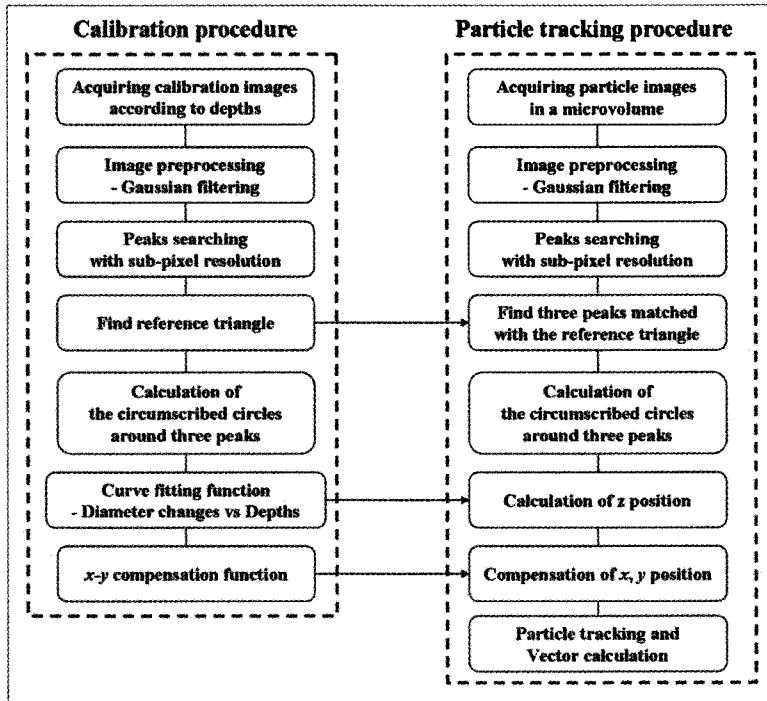 Calibration procedure
Acquiring calibration images
according to depths
Image preprocessing
- Gaussian filtering
Peaks searching
with sub-pixel resolution
Find reference triangle
Calculation of
the circumscribed circles
around three peaks
Curve fitting function
- Diameter changes vs Depths
x-y compensation function
Particle tracking procedure
Acquiring particle images
in a microvolume
Image preprocessing
- Gaussian filtering
Peaks searching
with sub-pixel resolution
Find three peaks matched
with the reference triangle
Calculation of
the circumscribed circles
around three peaks
Calculation of z position
Compensation of x, y position
Particle tracking and
Vector calculation